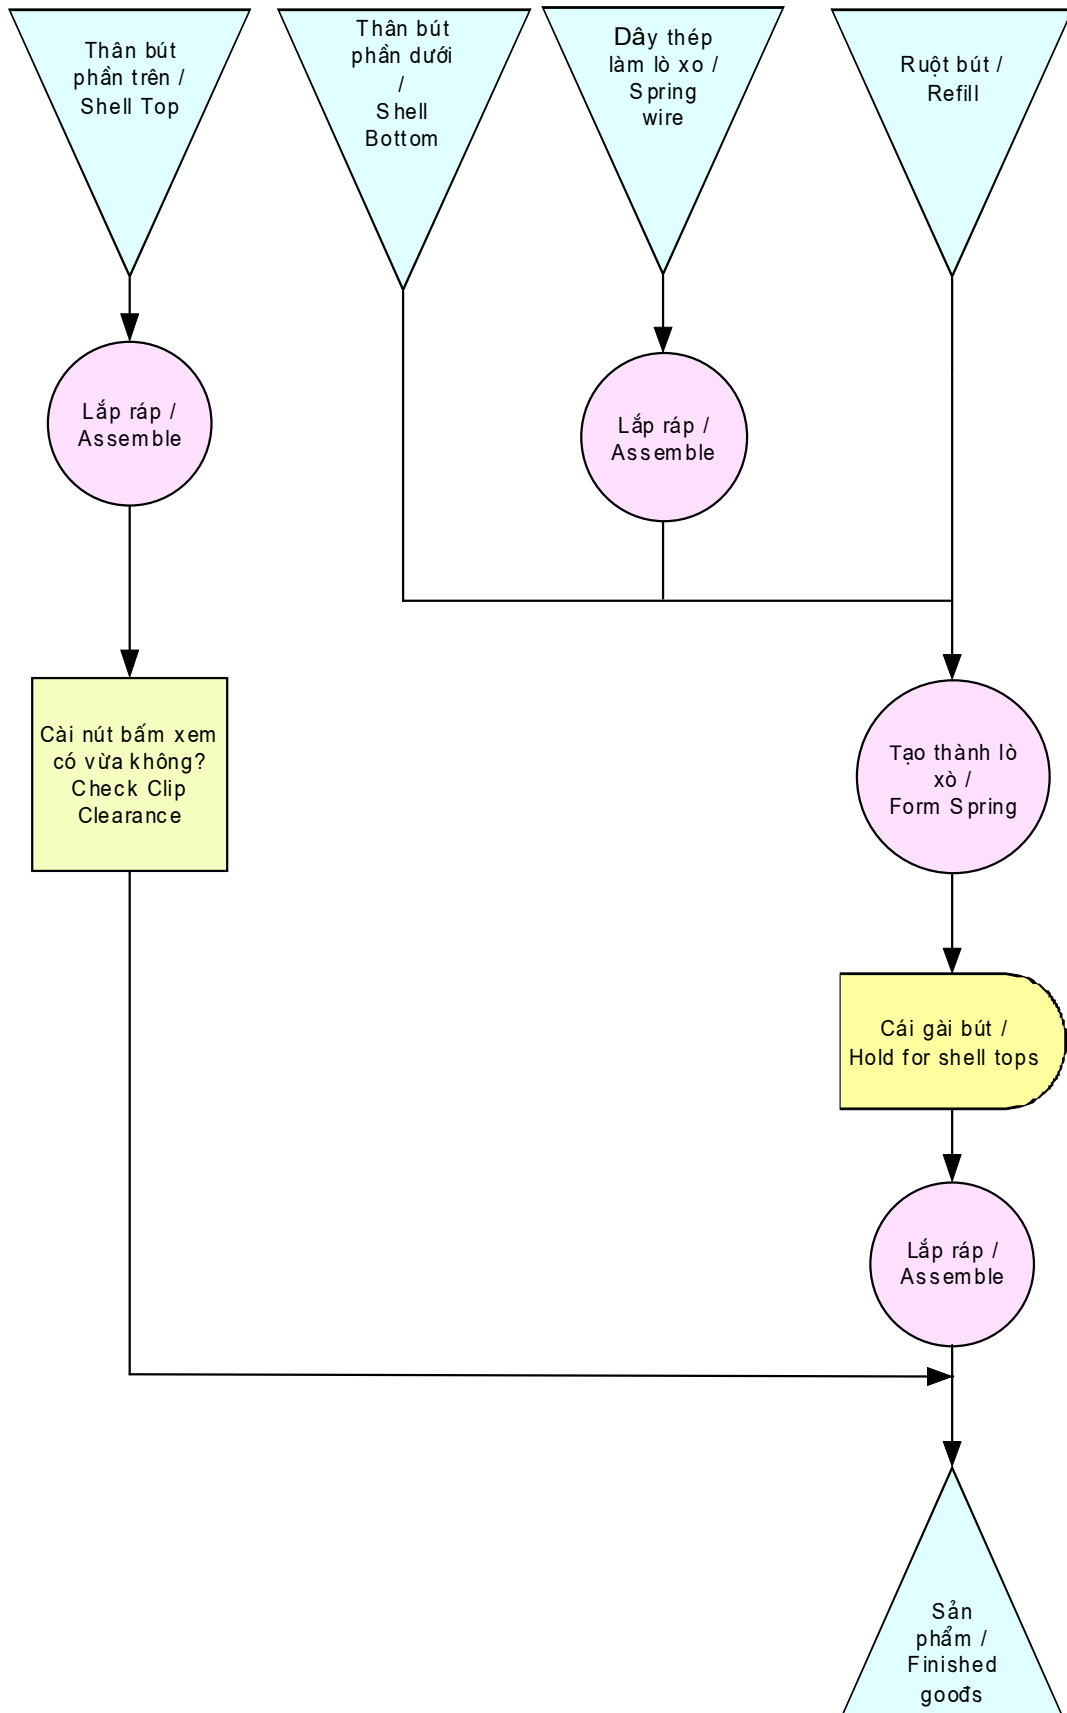 Thân bút
phần trên /
Shell Top
Thân bút
phần dưới
/
Shell
Bottom
Dây thép
làm lò xo /
Spring
wire
Ruột bút /
Refill
Lắp ráp /
Assemble
Lắp ráp /
Assemble
Cài nút bấm xem
có vừa không?
Check Clip
Clearance
Tạo thành lò
xò /
Form Spring
Cái gài bút /
Hold for shell tops
Lắp ráp /
Assemble
Sản
phẩm /
Finished
goođs